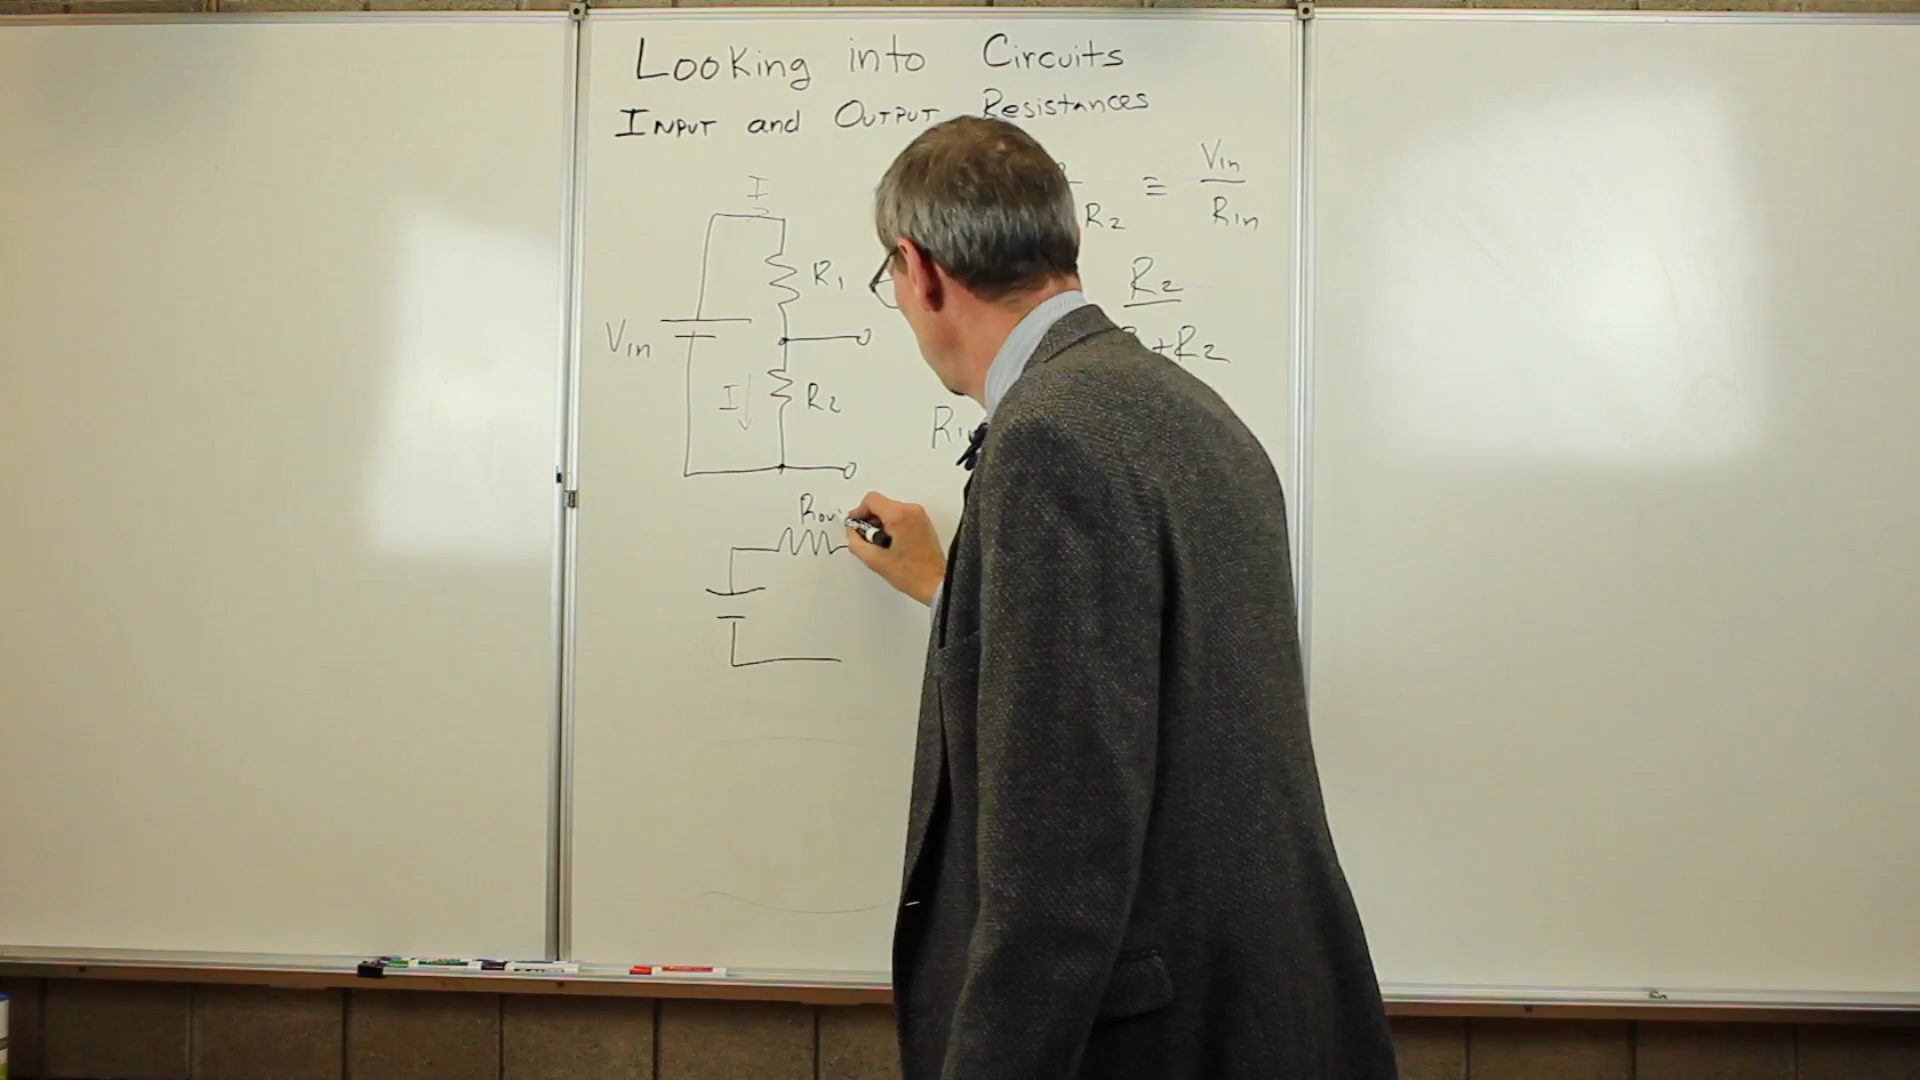 Looking into Circuits
INPUT and OUTPUT Resistances
I
Vin
R2 ≡ Rin
R1
R2
+R2
Vin
I R2
Rout